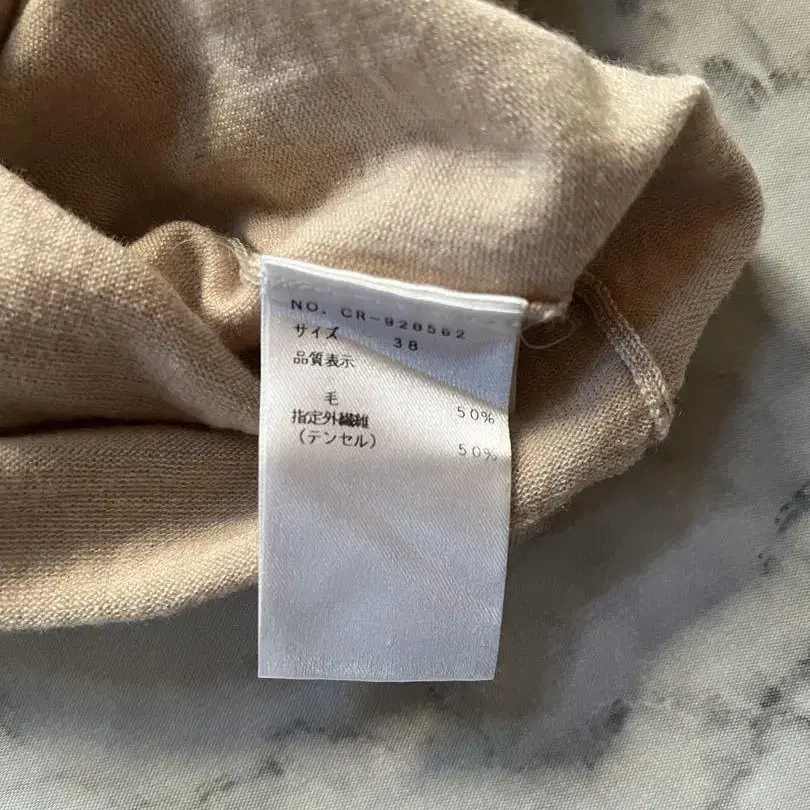 NO. CR-928562
サイズ 38
品質表示
毛 50%
指定外繊維
(テンセル) 50%